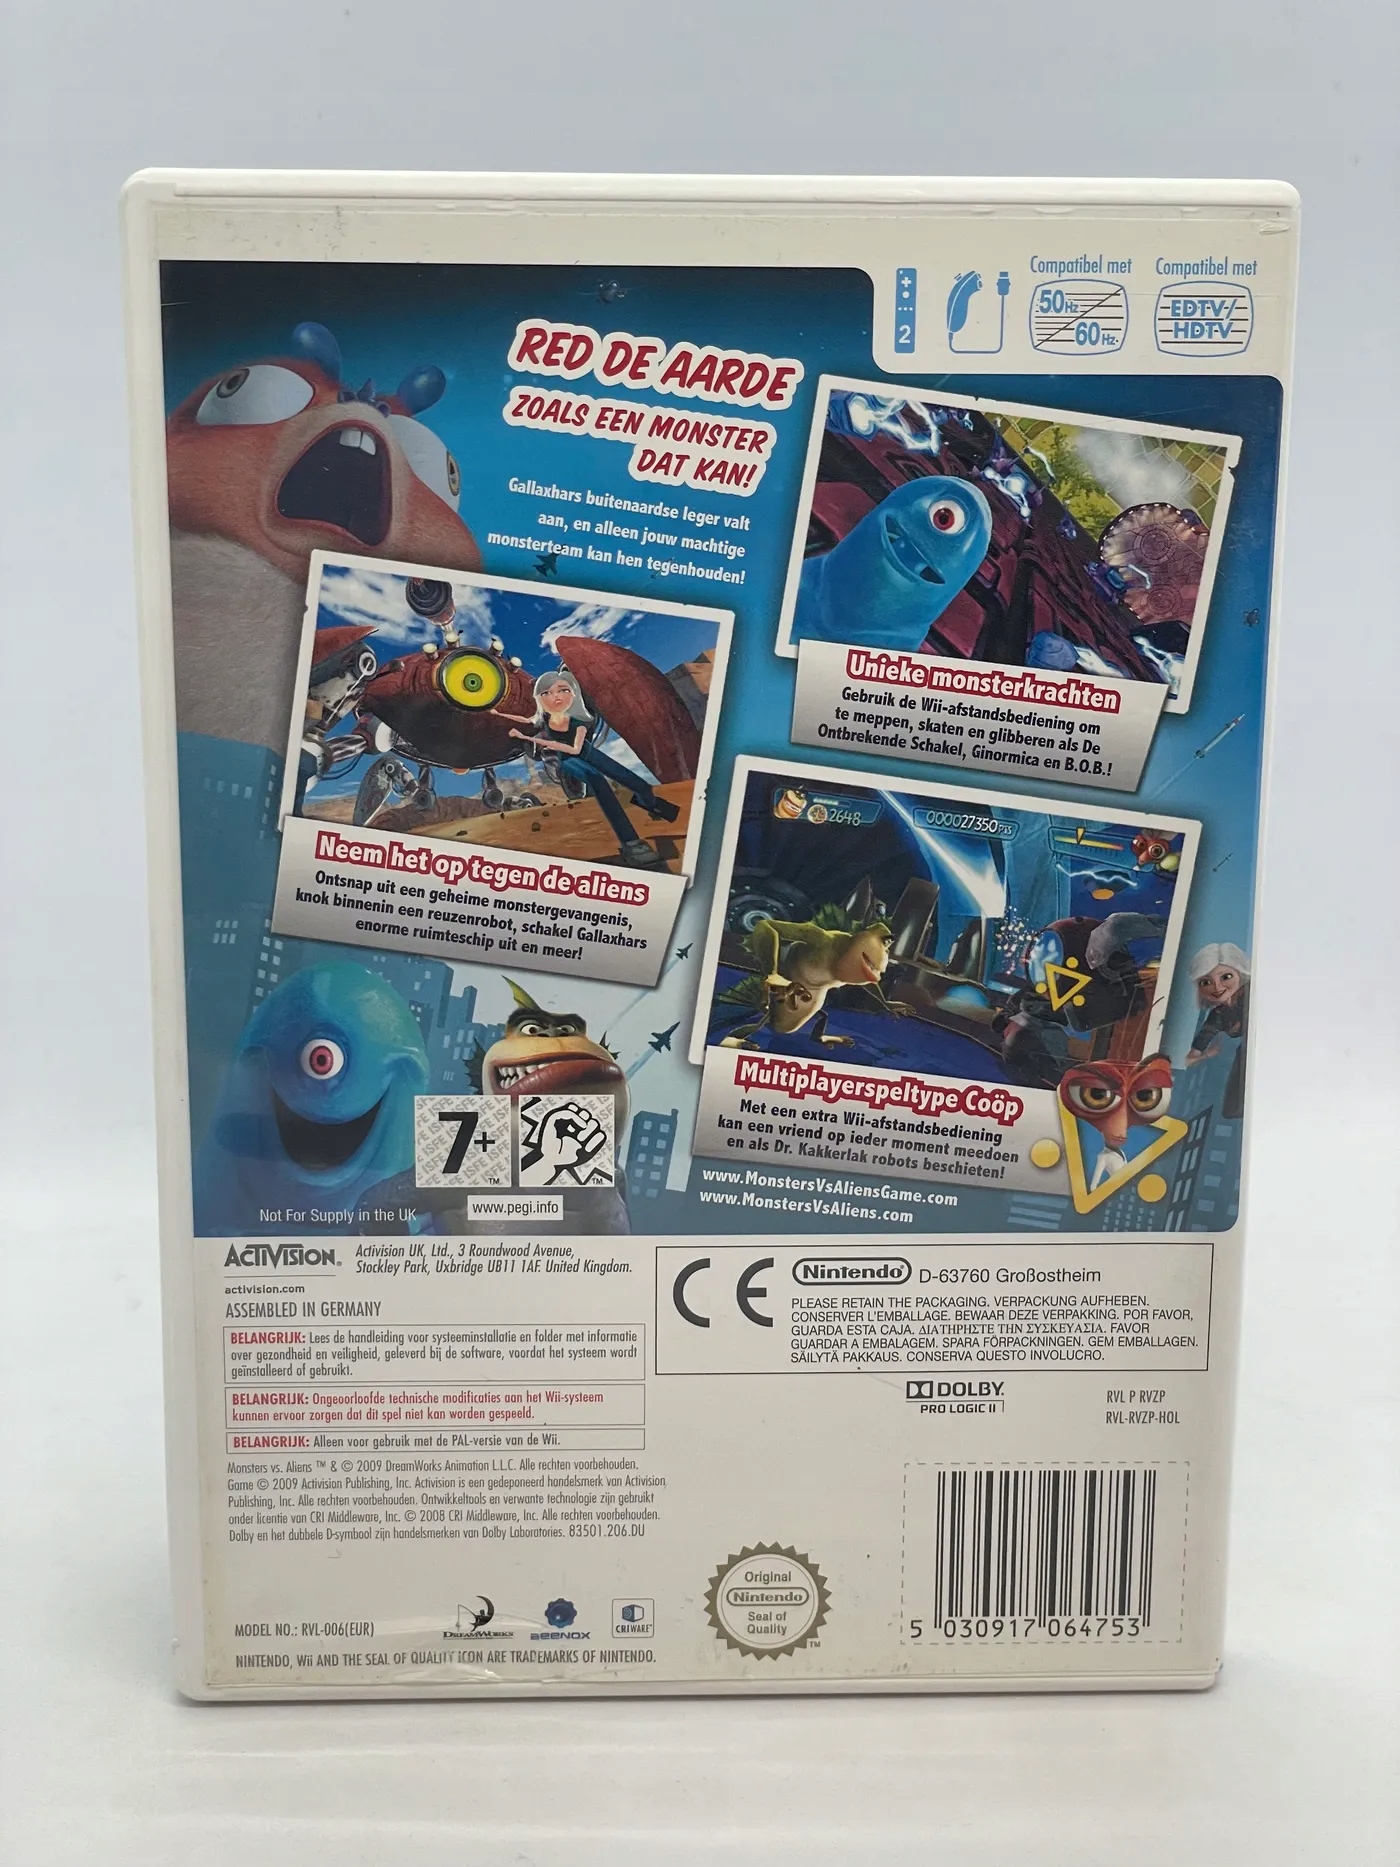 Compatibel met
50Hz
60Hz
Compatibel met
EDTV/
HDTV
2
RED DE AARDE
ZOALS EEN MONSTER
DAT KAN!
Gallaxhars buitenaardse leger valt
aan, en alleen jouw machtige
monsterteam kan hen tegenhouden!
Unieke monsterkrachten
Gebruik de Wii-afstandsbediening om
te meppen, skaten en glibberen als De
Ontbrekende Schakel, Ginormica en B.O.B.!
Neem het op tegen de aliens
Ontsnap uit een geheime monstergevangenis,
knok binnenin een reuzenrobot, schakel Gallaxhars
enorme ruimteschip uit en meer!
2648
000027350PTS
Multiplayerspeltype Coöp
Met een extra Wii-afstandsbediening
kan een vriend op ieder moment meedoen
en als Dr. Kakkerlak robots beschieten!
www.MonstersVsAliensGame.com
www.MonstersVsAliens.com
7+
ISFE
TM
TM
www.pegi.info
Not For Supply in the UK
ACTIVISION®
Activision UK, Ltd., 3 Roundwood Avenue,
Stockley Park, Uxbridge UB11 1AF. United Kingdom.
activision.com
ASSEMBLED IN GERMANY
BELANGRIJK: Lees de handleiding voor systeeminstallatie en folder met informatie
over gezondheid en veiligheid, geleverd bij de software, voordat het systeem wordt
geïnstalleerd of gebruikt.
BELANGRIJK: Ongeoorloofde technische modificaties aan het Wii-systeem
kunnen ervoor zorgen dat dit spel niet kan worden gespeeld.
BELANGRIJK: Alleen voor gebruik met de PAL-versie van de Wii.
Monsters vs. Aliens ™ & © 2009 DreamWorks Animation L.L.C. Alle rechten voorbehouden.
Game © 2009 Activision Publishing, Inc. Activision is een gedeponeerd handelsmerk van Activision
Publishing, Inc. Alle rechten voorbehouden. Ontwikkeltools en verwante technologie zijn gebruikt
onder licentie van CRI Middleware, Inc. © 2008 CRI Middleware, Inc. Alle rechten voorbehouden.
Dolby en het dubbele D-symbool zijn handelsmerken van Dolby Laboratories. 83501.206.DU
CE
Nintendo® D-63760 Großostheim
PLEASE RETAIN THE PACKAGING. VERPACKUNG AUFHEBEN.
CONSERVER L'EMBALLAGE. BEWAAR DEZE VERPAKKING. POR FAVOR,
GUARDA ESTA CAJA. ΔΙΑΤΗΡΗΣΤΕ ΤΗΝ ΣΥΣΚΕΥΑΣΙΑ. FAVOR
GUARDAR A EMBALAGEM. SPARA FÖRPACKNINGEN. GEM EMBALLAGEN.
SÄILYTÄ PAKKAUS. CONSERVA QUESTO INVOLUCRO.
DOLBY
PRO LOGIC II
RVL P RVZP
RVL-RVZP-HOL
MODEL NO.: RVL-006(EUR)
DREAMWORKS
BEENOX
CRIWARE
Original
Nintendo
Seal of
Quality
TM
5 030917 064753
NINTENDO, Wii AND THE SEAL OF QUALITY ICON ARE TRADEMARKS OF NINTENDO.